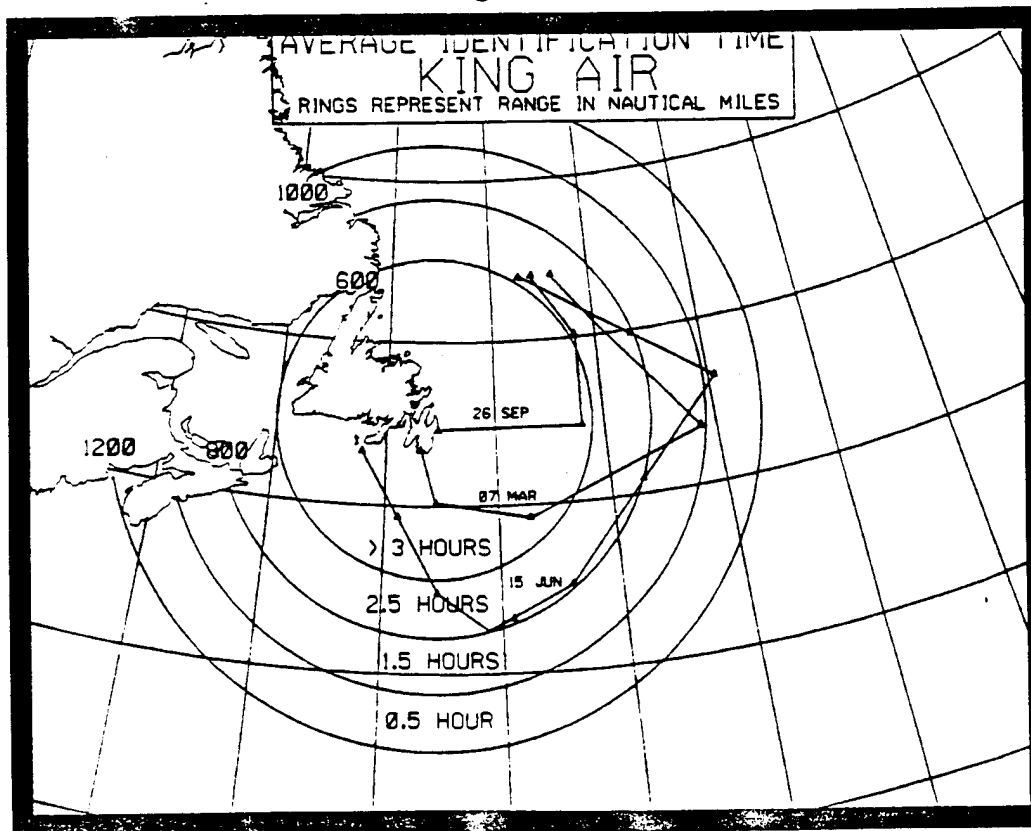 AVERAGE IDENTIFICATION TIME
KING AIR
RINGS REPRESENT RANGE IN NAUTICAL MILES
1000
600
26 SEP
1200
800
07 MAR
> 3 HOURS
15 JUN
2.5 HOURS
1.5 HOURS
0.5 HOUR